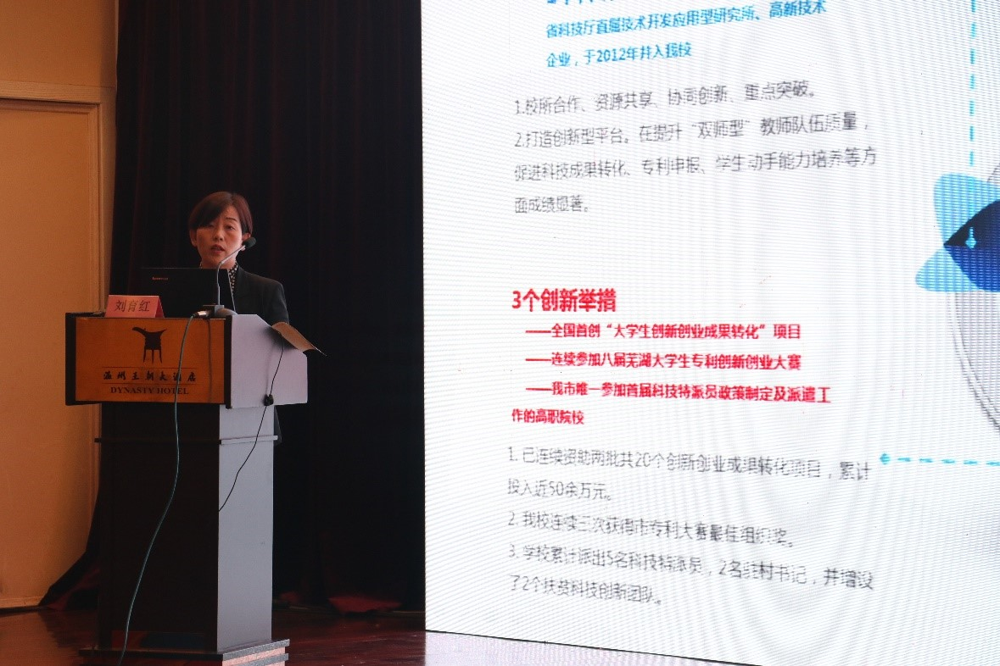 刘育红
温州王朝大酒店
DYNASTY HOTEL
省科技厅直属技术开发应用型研究所、高新技术
企业，于2012年并入我校
1.校所合作、资源共享、协同创新、重点突破。
2.打造创新型平台。在提升“双师型”教师队伍质量，
促进科技成果转化、专利申报、学生动手能力培养等方
面成绩显著。
3个创新举措
——全国首创“大学生创新创业成果转化”项目
——连续参加八届芜湖大学生专利创新创业大赛
——我市唯一参加首届科技特派员政策制定及派遣工
作的高职院校
1. 已连续资助两批共20个创新创业成果转化项目，累计
投入近50余万元。
2. 我校连续三次获得市专利大赛最佳组织奖。
3. 学校累计派出5名科技特派员，2名驻村书记，并增设
了2个扶贫科技创新团队。